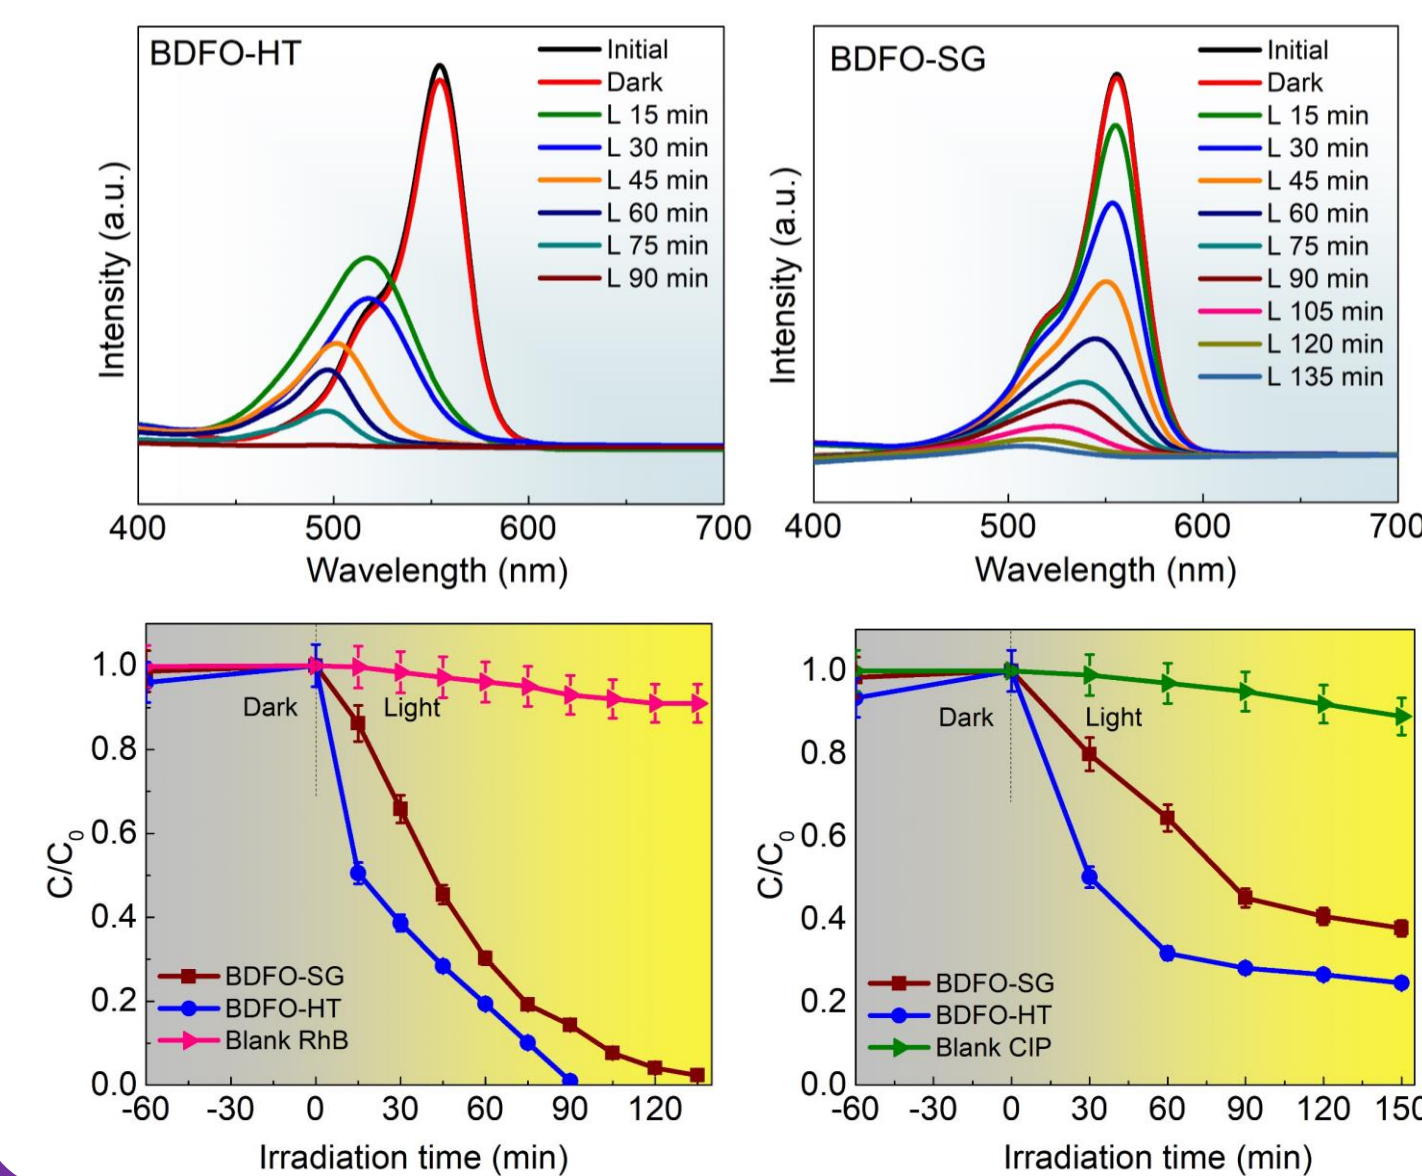 BDFO-HT
Initial
Dark
L 15 min
L 30 min
L 45 min
L 60 min
L 75 min
L 90 min
Intensity (a.u.)
400 500 600 700
Wavelength (nm)
BDFO-SG
Initial
Dark
L 15 min
L 30 min
L 45 min
L 60 min
L 75 min
L 90 min
L 105 min
L 120 min
L 135 min
Intensity (a.u.)
400 500 600 700
Wavelength (nm)
1.0
0.8
0.6
0.4
0.2
0.0
C/C0
Dark Light
BDFO-SG
BDFO-HT
Blank RhB
-60 -30 0 30 60 90 120
Irradiation time (min)
1.0
0.8
0.6
0.4
0.2
0.0
C/C0
Dark Light
BDFO-SG
BDFO-HT
Blank CIP
-60 -30 0 30 60 90 120 150
Irradiation time (min)